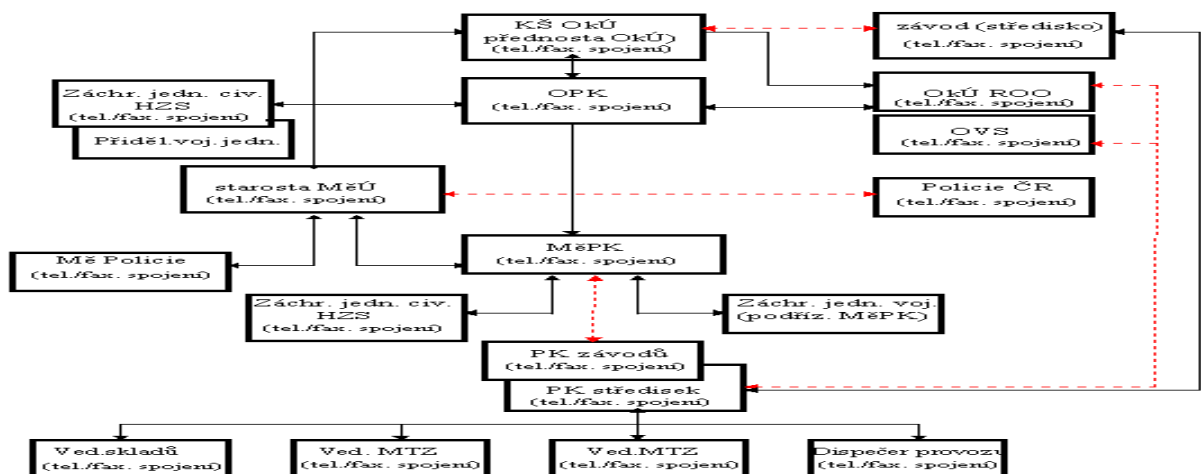 KŠ OkÚ
přednosta OkÚ)
(tel./fax. spojení)
závod (středisko)
(tel./fax. spojení)
Záchr. jedn. civ.
HZS
(tel./fax. spojení)
Přiděl.voj.jedn.
OPK
(tel./fax. spojení)
OkÚ ROO
(tel./fax. spojení)
OVS
(tel./fax. spojení)
starosta MěÚ
(tel./fax. spojení)
Policie ČR
(tel./fax. spojení)
Mě Policie
(tel./fax. spojení)
MěPK
(tel./fax. spojení)
Záchr. jedn. civ.
HZS
(tel./fax. spojení)
Záchr. jedn. voj.
(podříz. MěPK)
PK závodů
(tel./fax. spojení)
PK středisek
(tel./fax. spojení)
Ved.skladů
(tel./fax. spojení)
Ved. MTZ
(tel./fax. spojení)
Ved.MTZ
(tel./fax. spojení)
Dispečer provozu
(tel./fax. spojení)